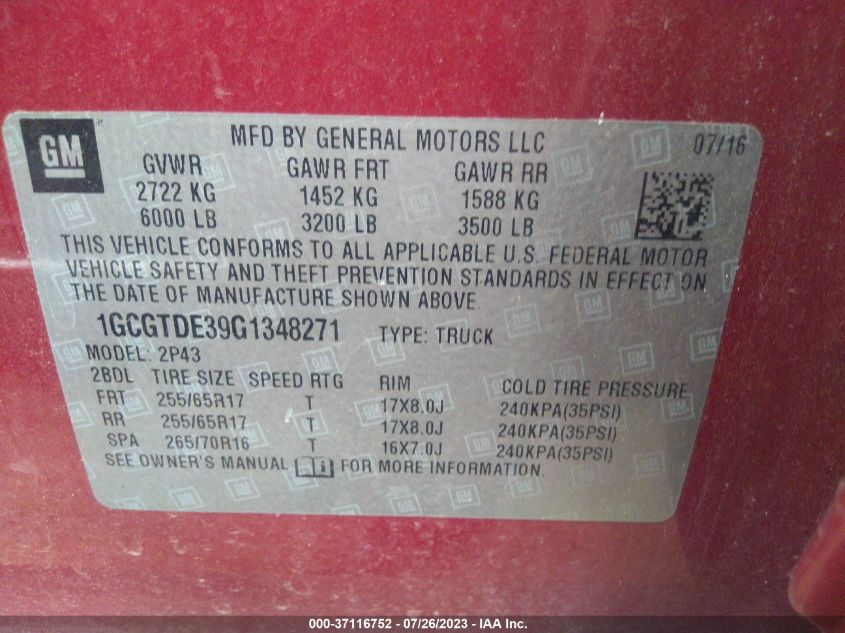 GM
MFD BY GENERAL MOTORS LLC 07/16
GVWR GAWR FRT GAWR RR
2722 KG 1452 KG 1588 KG
6000 LB 3200 LB 3500 LB
THIS VEHICLE CONFORMS TO ALL APPLICABLE U.S. FEDERAL MOTOR
VEHICLE SAFETY AND THEFT PREVENTION STANDARDS IN EFFECT ON
THE DATE OF MANUFACTURE SHOWN ABOVE.
1GCGTDE39G1348271 TYPE: TRUCK
MODEL: 2P43
2BDL TIRE SIZE SPEED RTG RIM COLD TIRE PRESSURE
FRT 255/65R17 T 17X8.0J 240KPA(35PSI)
RR 255/65R17 T 17X8.0J 240KPA(35PSI)
SPA 265/70R16 T 16X7.0J 240KPA(35PSI)
SEE OWNER'S MANUAL FOR MORE INFORMATION.
000-37116752 - 07/26/2023 - IAA Inc.